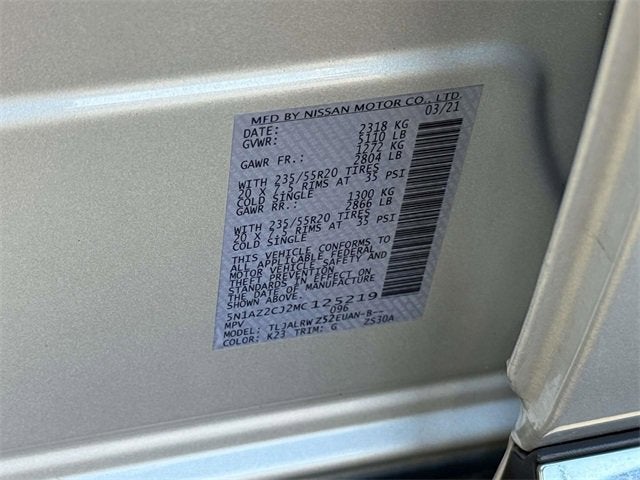 MFD BY NISSAN MOTOR CO., LTD.
DATE: 03/21
GVWR: 2318 KG
5110 LB
GAWR FR.: 1272 KG
2804 LB
WITH 235/55R20 TIRES
20 X 7.5 RIMS AT 35 PSI
COLD SINGLE
GAWR RR.: 1300 KG
2866 LB
WITH 235/55R20 TIRES
20 X 7.5 RIMS AT 35 PSI
COLD SINGLE
THIS VEHICLE CONFORMS TO
ALL APPLICABLE FEDERAL
MOTOR VEHICLE SAFETY AND
THEFT PREVENTION
STANDARDS IN EFFECT ON
THE DATE OF MANUFACTURE
SHOWN ABOVE.
5N1AZ2CJ2MC125219
MPV 096
MODEL: TLJALRWZ52EUAN-B--
COLOR: K23 TRIM: G ZS30A